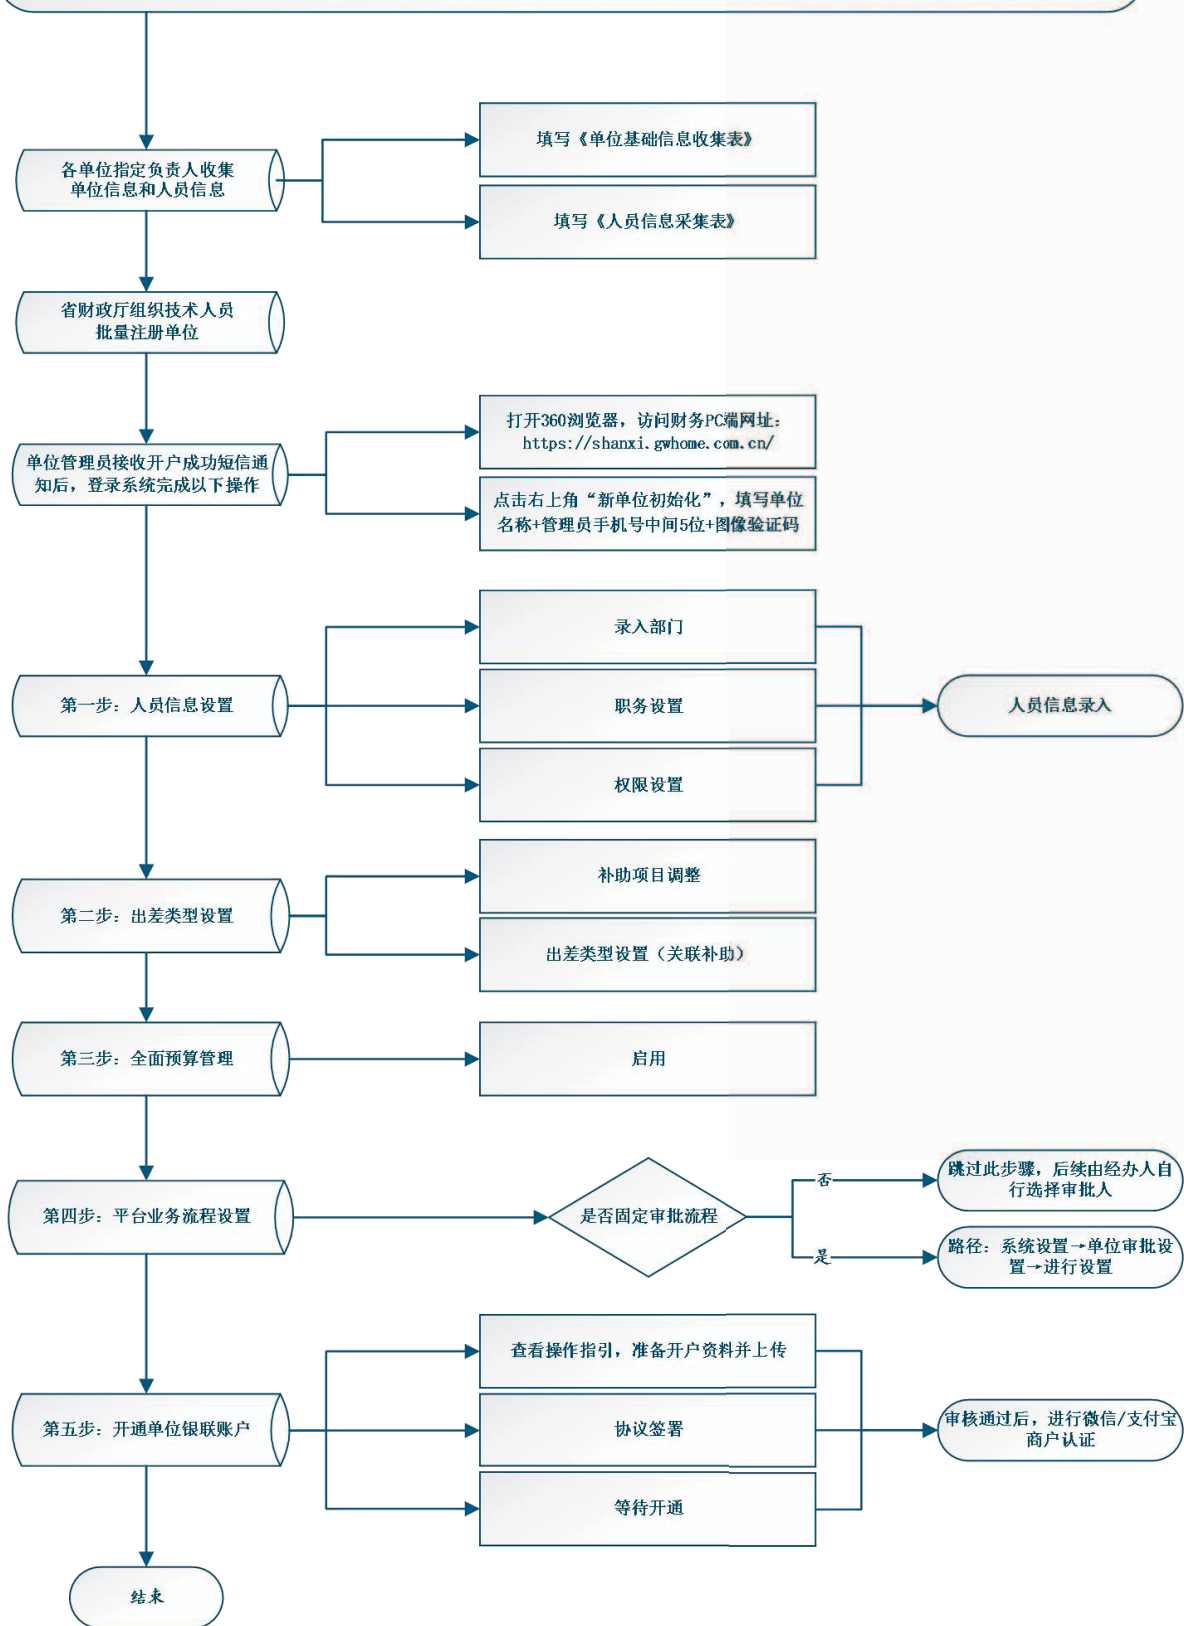 填写《单位基础信息收集表》
各单位指定负责人收集
单位信息和人员信息
填写《人员信息采集表》
省财政厅组织技术人员
批量注册单位
打开360浏览器，访问财务PC端网址：
https://shanxi.gwhome.com.cn/
单位管理员接收开户成功短信通
知后，登录系统完成以下操作
点击右上角“新单位初始化”，填写单位
名称+管理员手机号中间5位+图像验证码
录入部门
第一步：人员信息设置
职务设置
人员信息录入
权限设置
补助项目调整
第二步：出差类型设置
出差类型设置（关联补助）
第三步：全面预算管理
启用
第四步：平台业务流程设置
是否固定审批流程
否
跳过此步骤，后续由经办人自
行选择审批人
是
路径：系统设置→单位审批设
置→进行设置
查看操作指引，准备开户资料并上传
第五步：开通单位银联账户
协议签署
审核通过后，进行微信/支付宝
商户认证
等待开通
结束